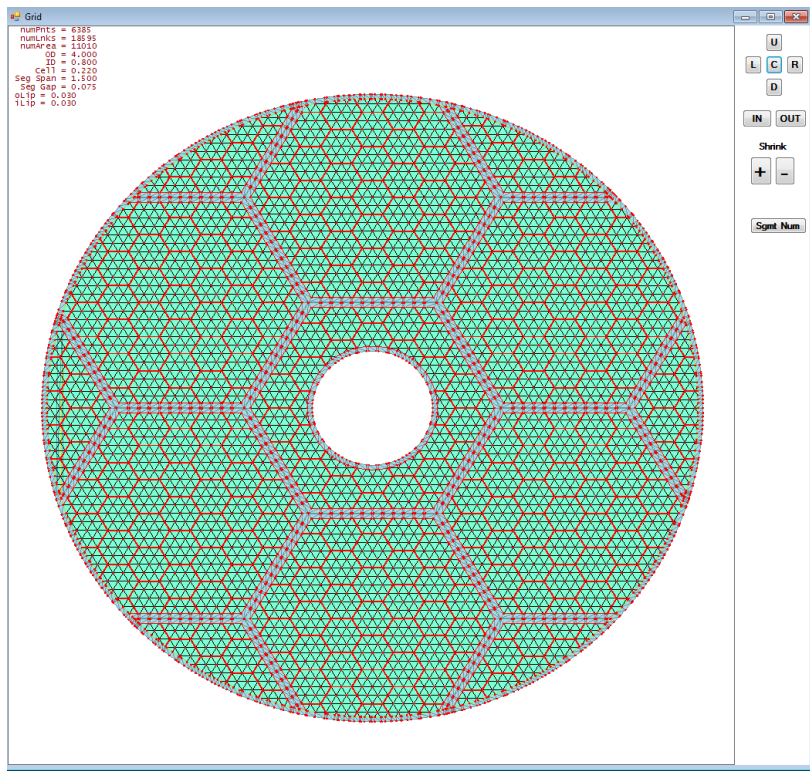 Grid
numPnts = 6385
numLnks = 18595
numArea = 11010
OD = 4.000
ID = 0.800
Cell = 0.220
Seg Span = 1.500
Seg Gap = 0.075
oLip = 0.030
iLip = 0.030
U
L C R
D
IN OUT
Shrink
+ -
Sgmt Num